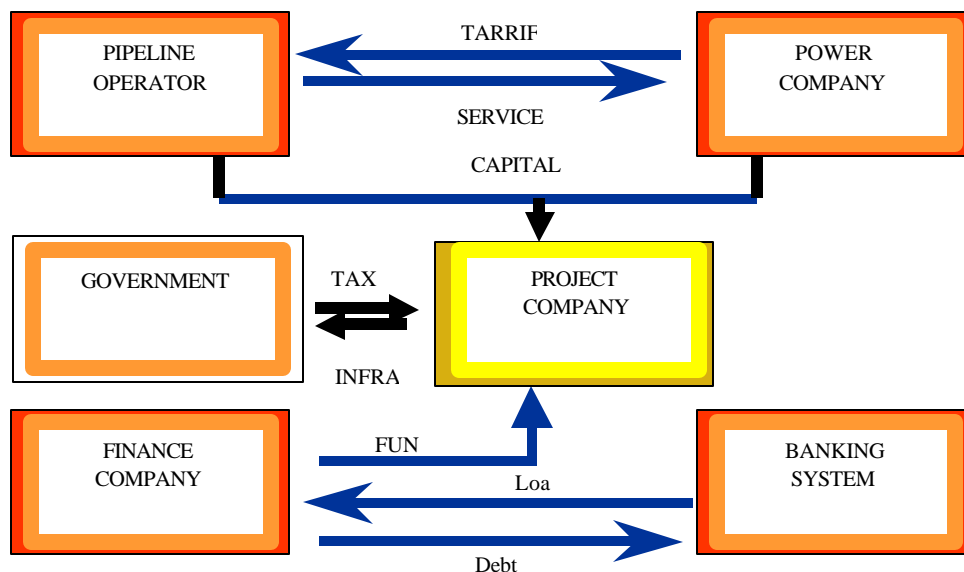 PIPELINE
OPERATOR
TARRIF
SERVICE
POWER
COMPANY
CAPITAL
GOVERNMENT
TAX
INFRA
PROJECT
COMPANY
FINANCE
COMPANY
FUN
Loa
Debt
BANKING
SYSTEM